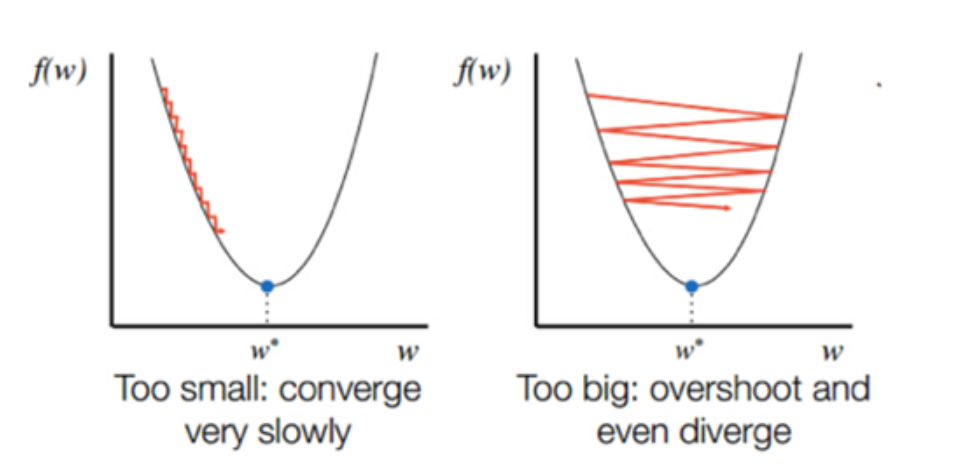 f(w)
w*
w
Too small: converge
very slowly
f(w)
w*
w
Too big: overshoot and
even diverge